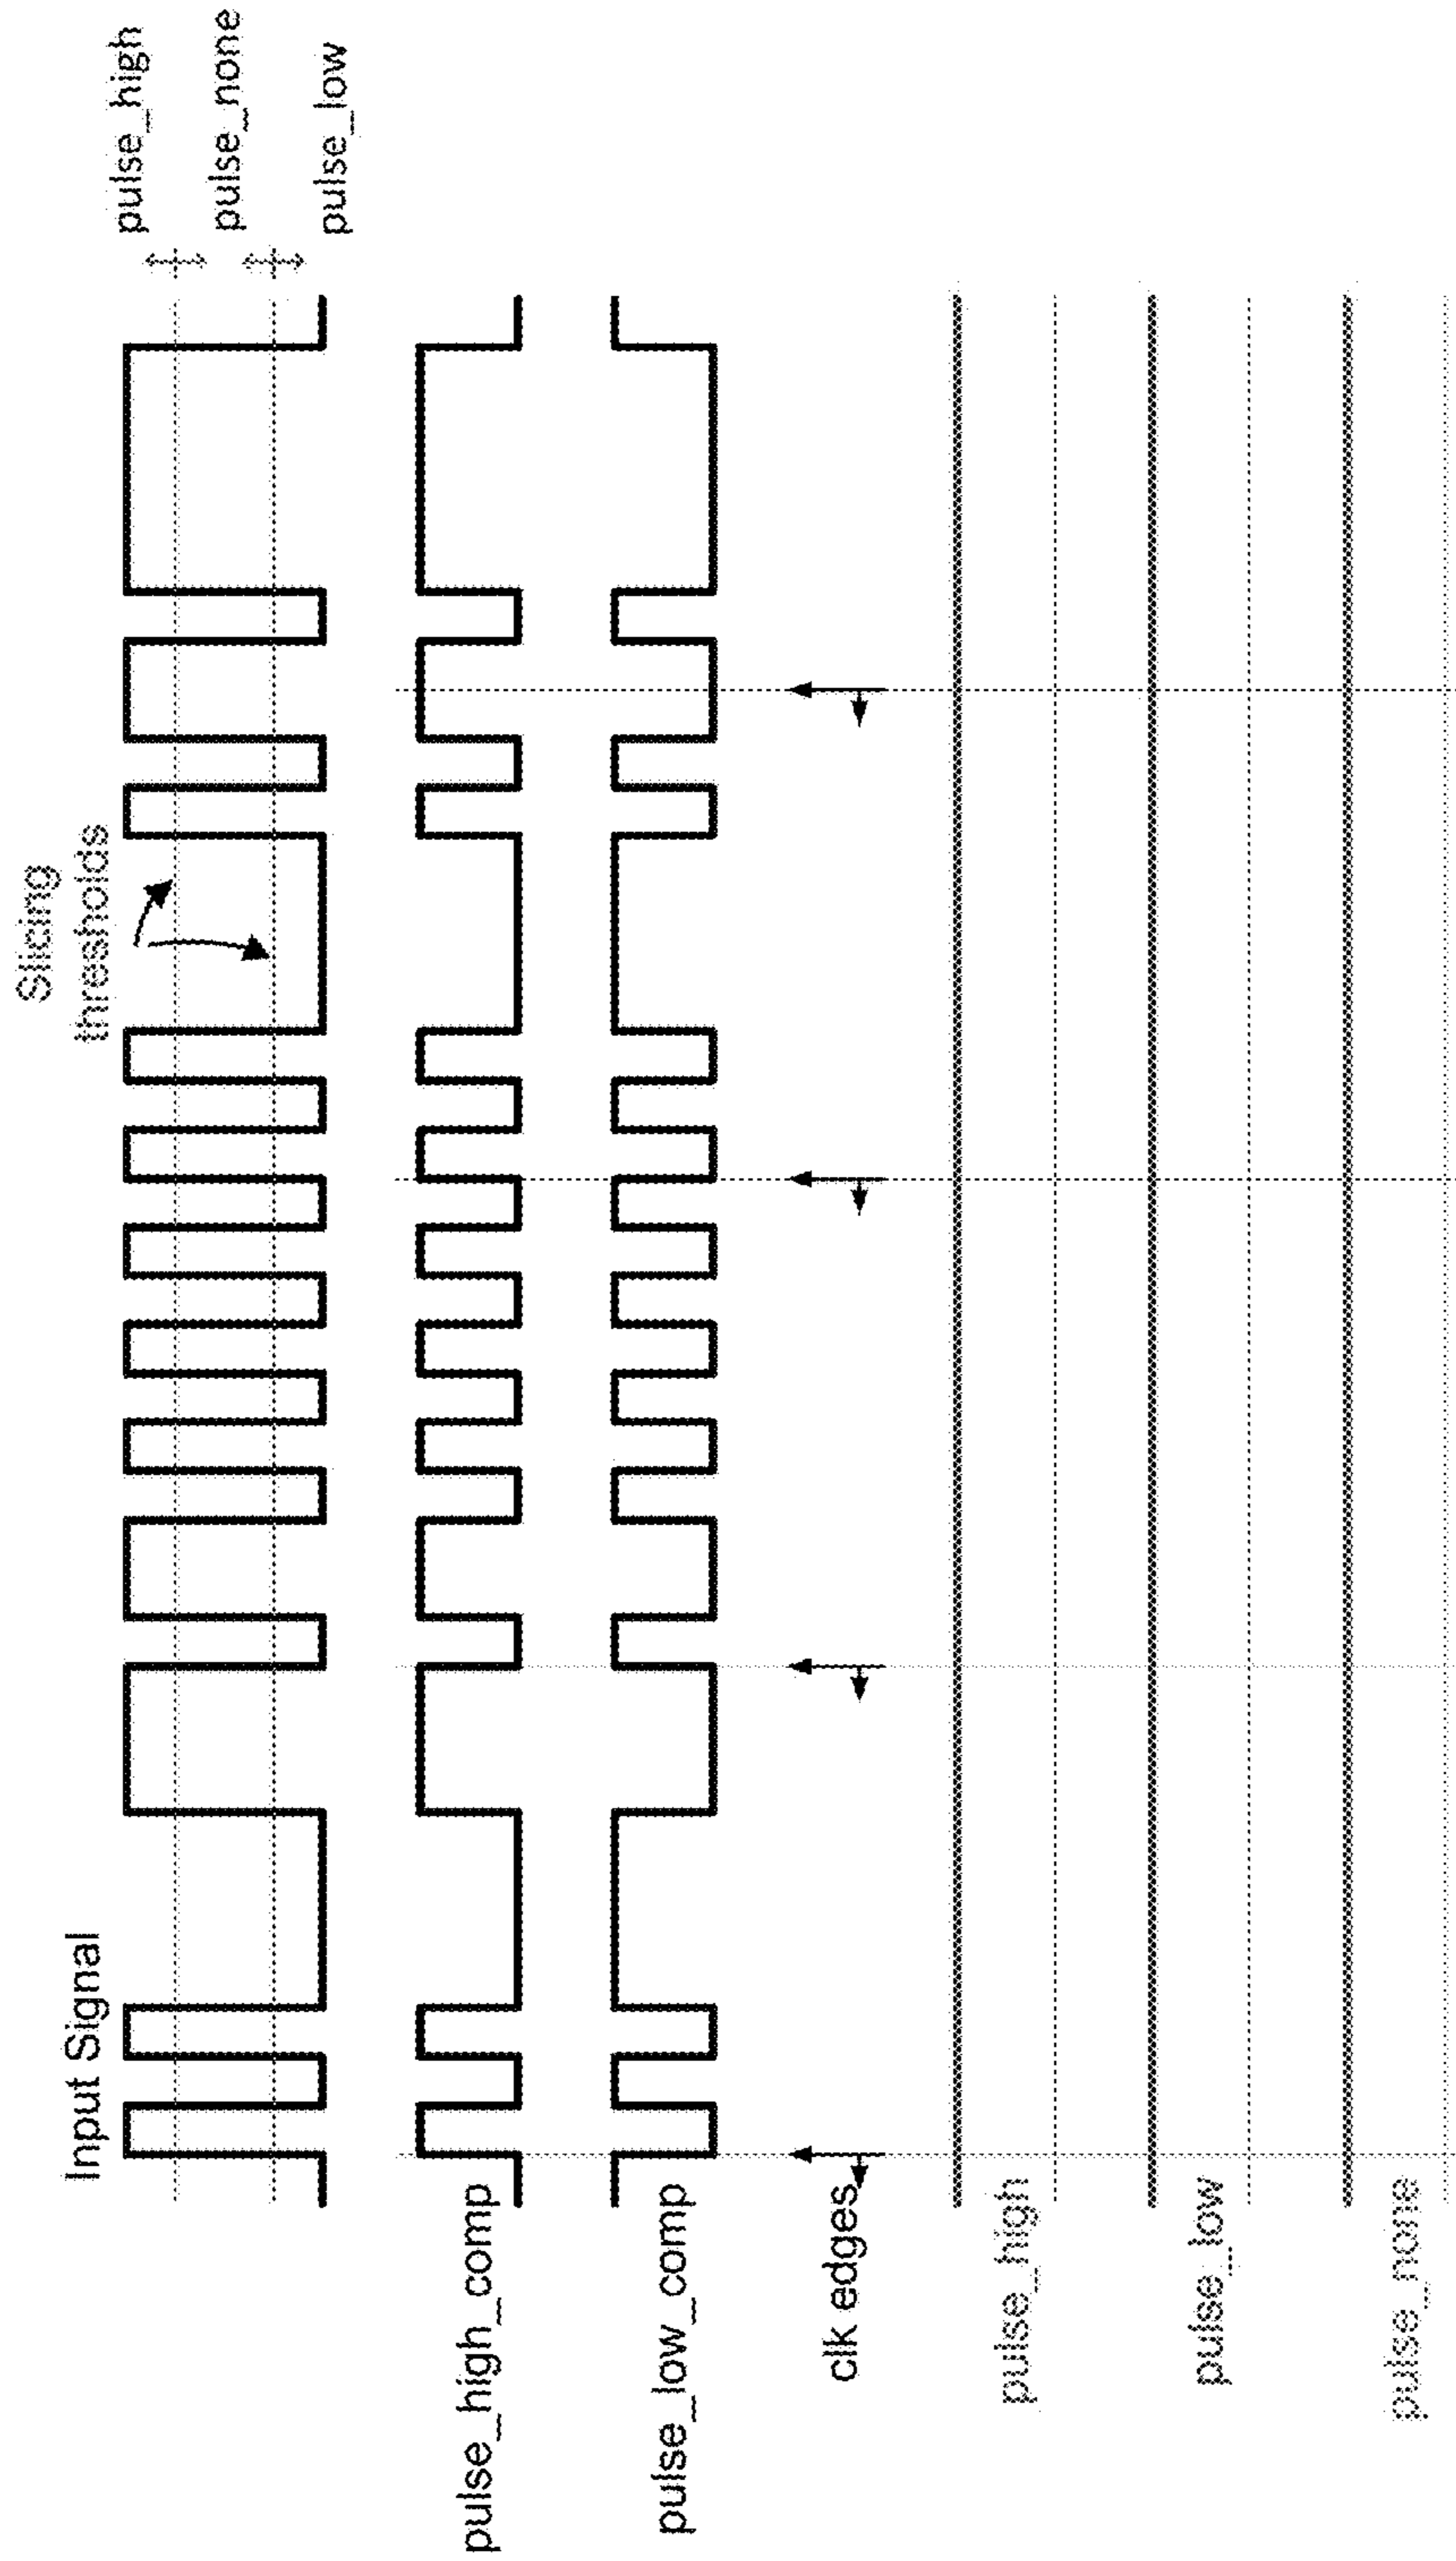 Input Signal
Slicing
thresholds
pulse_high
pulse_none
pulse_low
pulse_high_comp
pulse_low_comp
clk edges
pulse_high
pulse_low
pulse_none